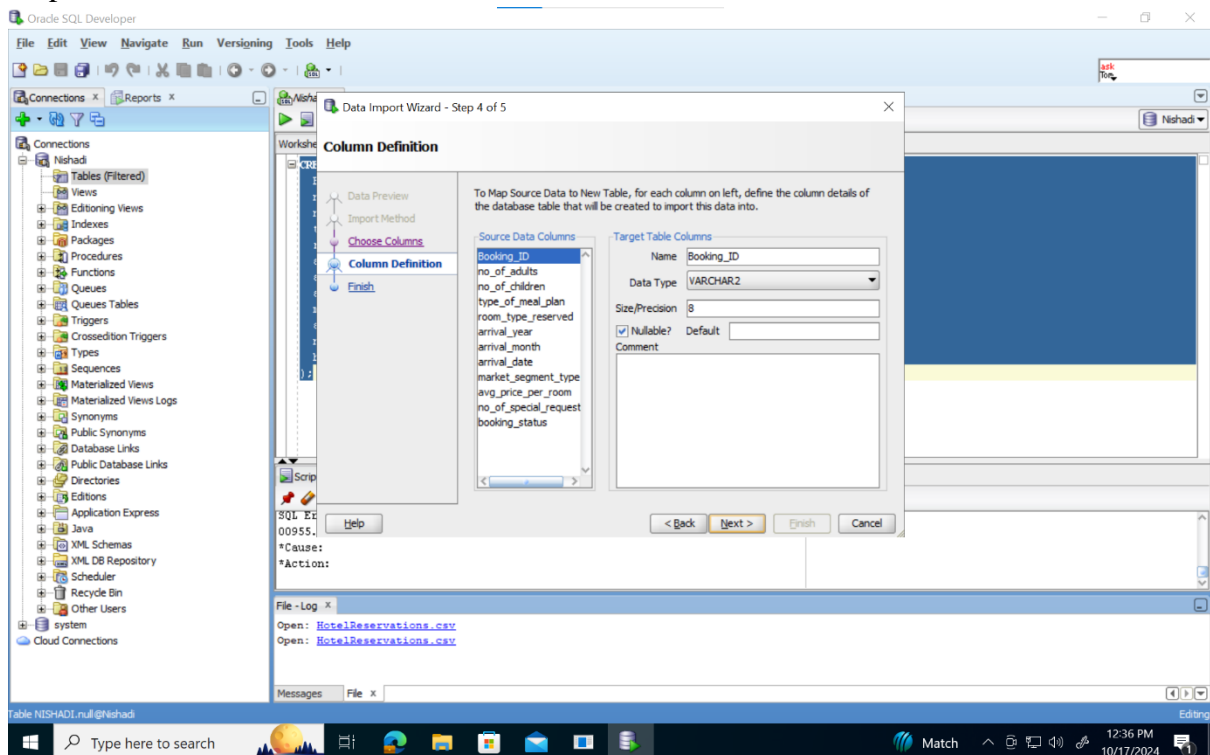 Oracle SQL Developer
File Edit View Navigate Run Versioning Tools Help
ask
Tom
Connections x Reports x
Connections
Nishadi
Tables (Filtered)
Views
Editioning Views
Indexes
Packages
Procedures
Functions
Queues
Queues Tables
Triggers
Crossedition Triggers
Types
Sequences
Materialized Views
Materialized Views Logs
Synonyms
Public Synonyms
Database Links
Public Database Links
Directories
Editions
Application Express
Java
XML Schemas
XML DB Repository
Scheduler
Recycle Bin
Other Users
system
Cloud Connections
Nishadi
Data Import Wizard - Step 4 of 5
Column Definition
Data Preview
Import Method
Choose Columns
Column Definition
Finish
To Map Source Data to New Table, for each column on left, define the column details of
the database table that will be created to import this data into.
Source Data Columns
Booking_ID
no_of_adults
no_of_children
type_of_meal_plan
room_type_reserved
arrival_year
arrival_month
arrival_date
market_segment_type
avg_price_per_room
no_of_special_request
booking_status
Target Table Columns
Name Booking_ID
Data Type VARCHAR2
Size/Precision 8
Nullable? Default
Comment
Help < Back Next > Finish Cancel
);
00955.
*Cause:
*Action:
File - Log x
Open: HotelReservations.csv
Open: HotelReservations.csv
Messages File x
Table NISHADI.null@Nishadi Editing
Type here to search Match 12:36 PM
10/17/2024